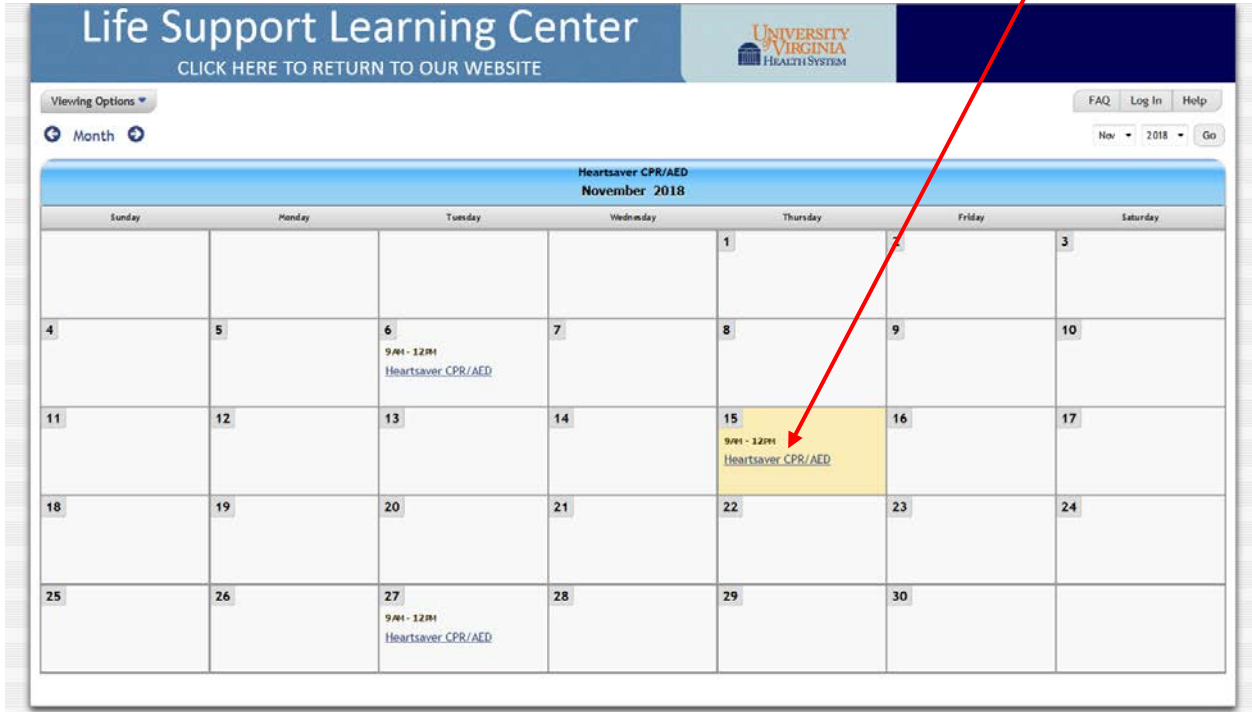 Life Support Learning Center
CLICK HERE TO RETURN TO OUR WEBSITE
UNIVERSITY
of VIRGINIA
HEALTH SYSTEM
Viewing Options
FAQ Log In Help
Month
Nov 2018 Go
Heartsaver CPR/AED
November 2018
Sunday Monday Tuesday Wednesday Thursday Friday Saturday
1 2 3
4 5 6 7 8 9 10
9AM - 12PM
Heartsaver CPR/AED
11 12 13 14 15 16 17
9AM - 12PM
Heartsaver CPR/AED
18 19 20 21 22 23 24
25 26 27 28 29 30
9AM - 12PM
Heartsaver CPR/AED